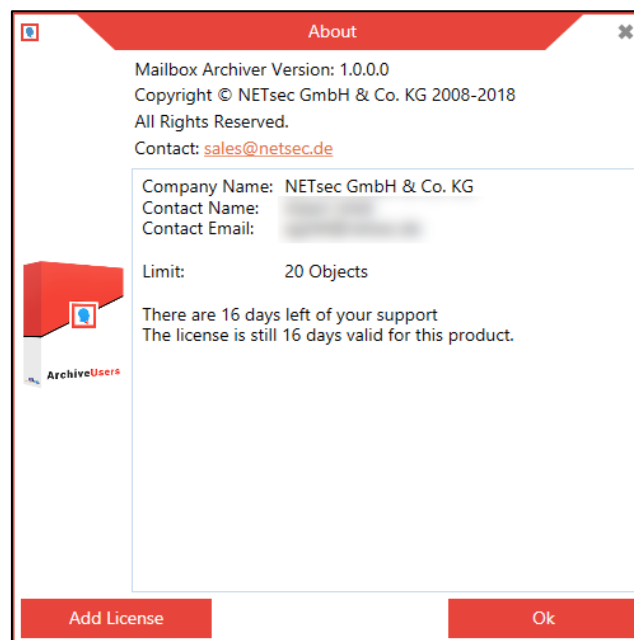 About
Mailbox Archiver Version: 1.0.0.0
Copyright © NETsec GmbH & Co. KG 2008-2018
All Rights Reserved.
Contact: sales@netsec.de
Company Name: NETsec GmbH & Co. KG
Contact Name:
Contact Email:
Limit: 20 Objects
There are 16 days left of your support
The license is still 16 days valid for this product.
ArchiveUsers
Add License
Ok